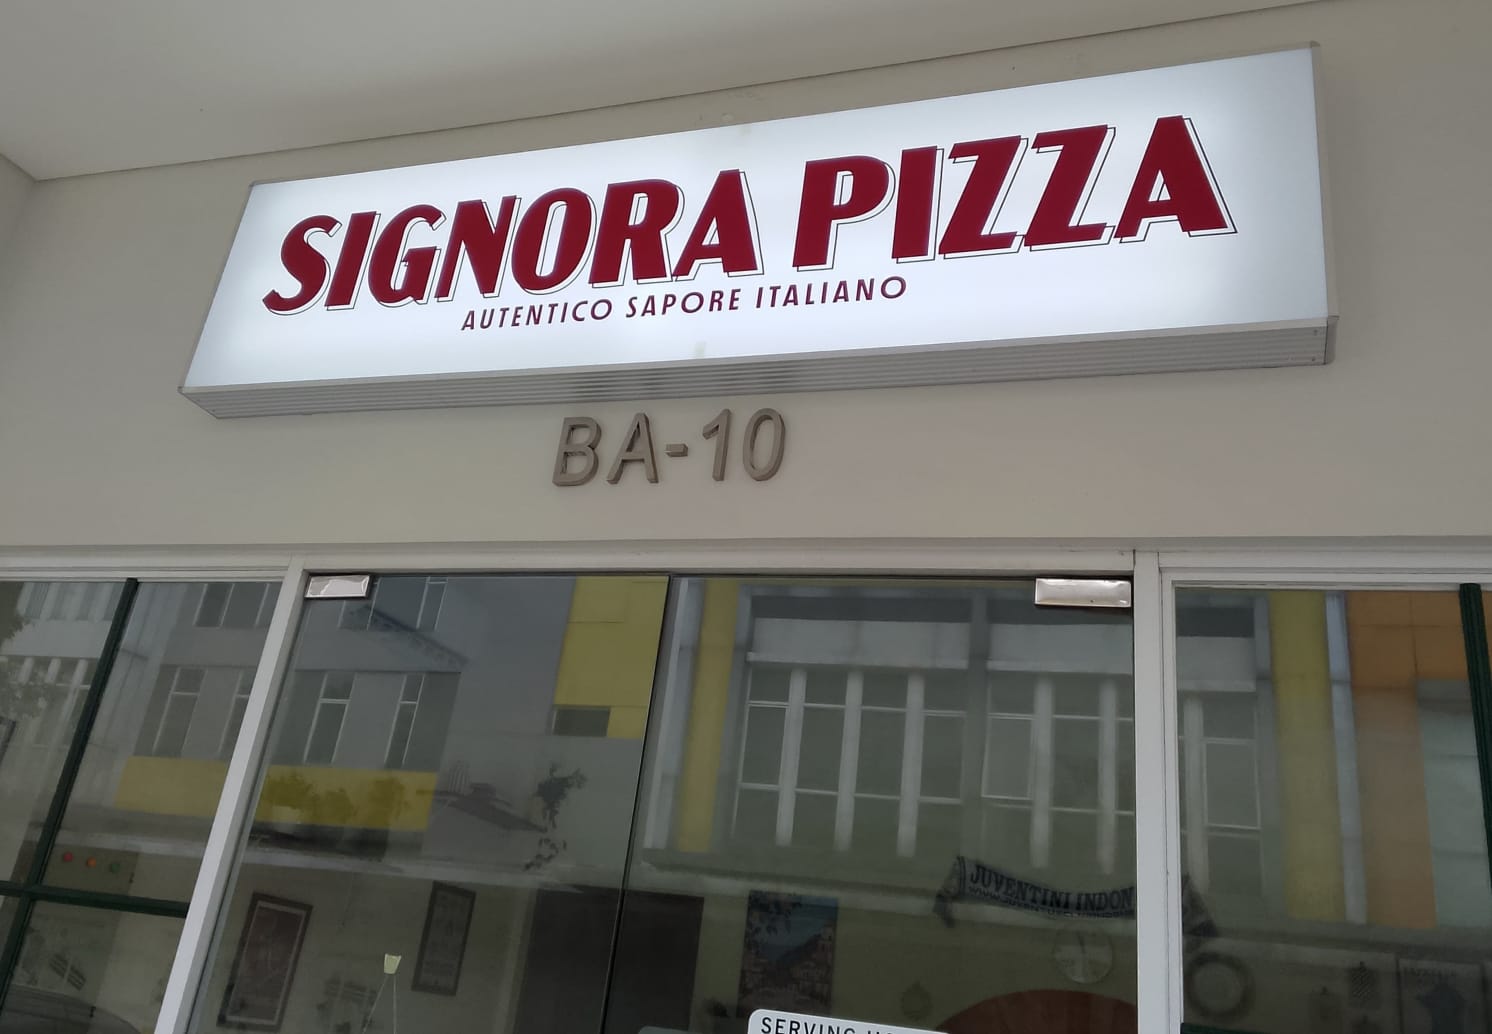 SIGNORA PIZZA
AUTENTICO SAPORE ITALIANO
BA-10
JUVENTINI INDON
SERVING